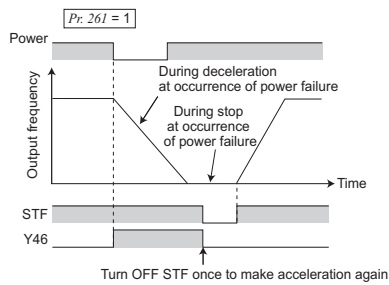 Pr. 261 = 1
Power
During deceleration
at occurrence of power failure
During stop
at occurrence
of power failure
Output frequency
Time
STF
Y46
Turn OFF STF once to make acceleration again